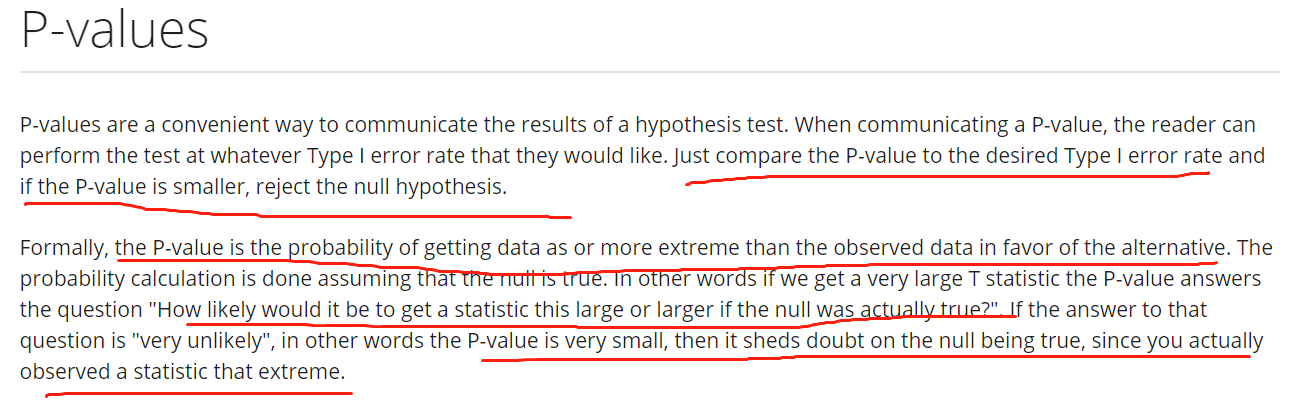 P-values
P-values are a convenient way to communicate the results of a hypothesis test. When communicating a P-value, the reader can
perform the test at whatever Type I error rate that they would like. Just compare the P-value to the desired Type I error rate and
if the P-value is smaller, reject the null hypothesis.
Formally, the P-value is the probability of getting data as or more extreme than the observed data in favor of the alternative. The
probability calculation is done assuming that the null is true. In other words if we get a very large T statistic the P-value answers
the question "How likely would it be to get a statistic this large or larger if the null was actually true?". If the answer to that
question is "very unlikely", in other words the P-value is very small, then it sheds doubt on the null being true, since you actually
observed a statistic that extreme.